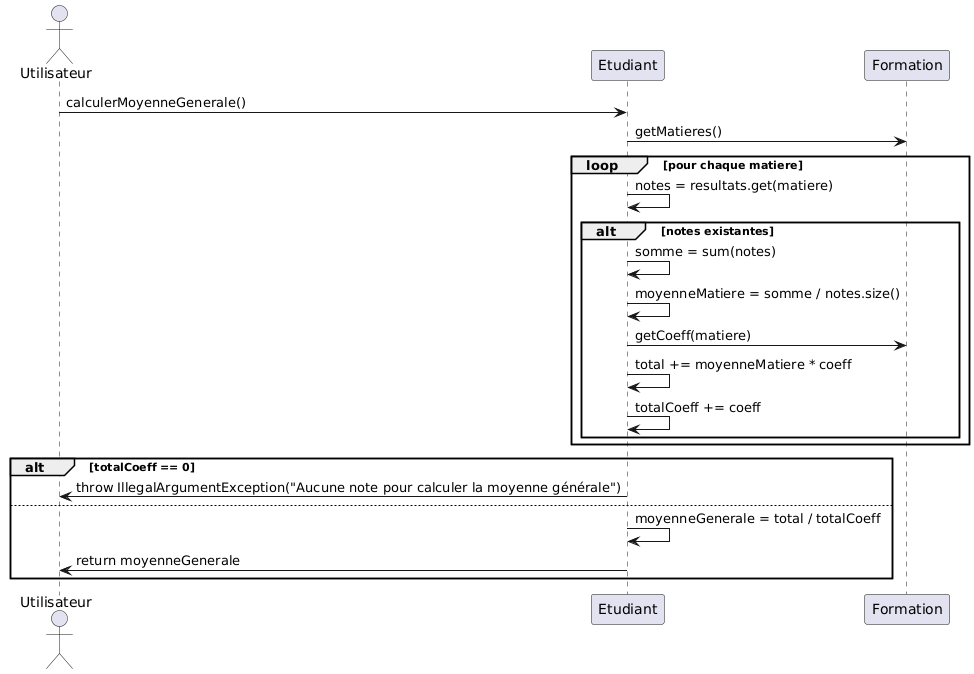 Utilisateur
Etudiant
Formation
calculerMoyenneGenerale()
getMatieres()
loop [pour chaque matiere]
notes = resultats.get(matiere)
alt [notes existantes]
somme = sum(notes)
moyenneMatiere = somme / notes.size()
getCoeff(matiere)
total += moyenneMatiere * coeff
totalCoeff += coeff
alt [totalCoeff == 0]
throw IllegalArgumentException("Aucune note pour calculer la moyenne générale")
moyenneGenerale = total / totalCoeff
return moyenneGenerale
Utilisateur
Etudiant
Formation